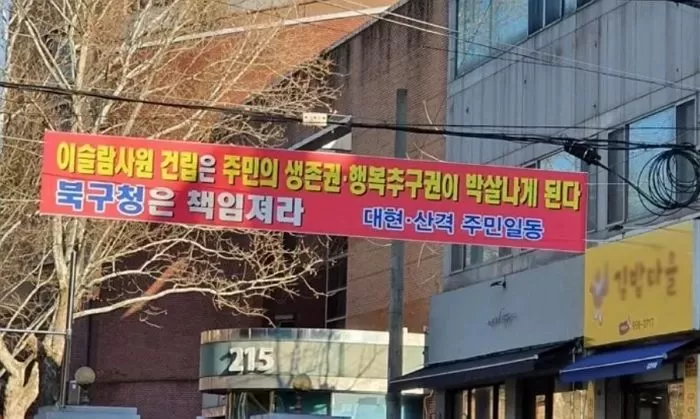 이슬람사원 건립은 주민의 생존권·행복추구권이 박살나게 된다
북구청은 책임져라
대현·산격 주민일동
215